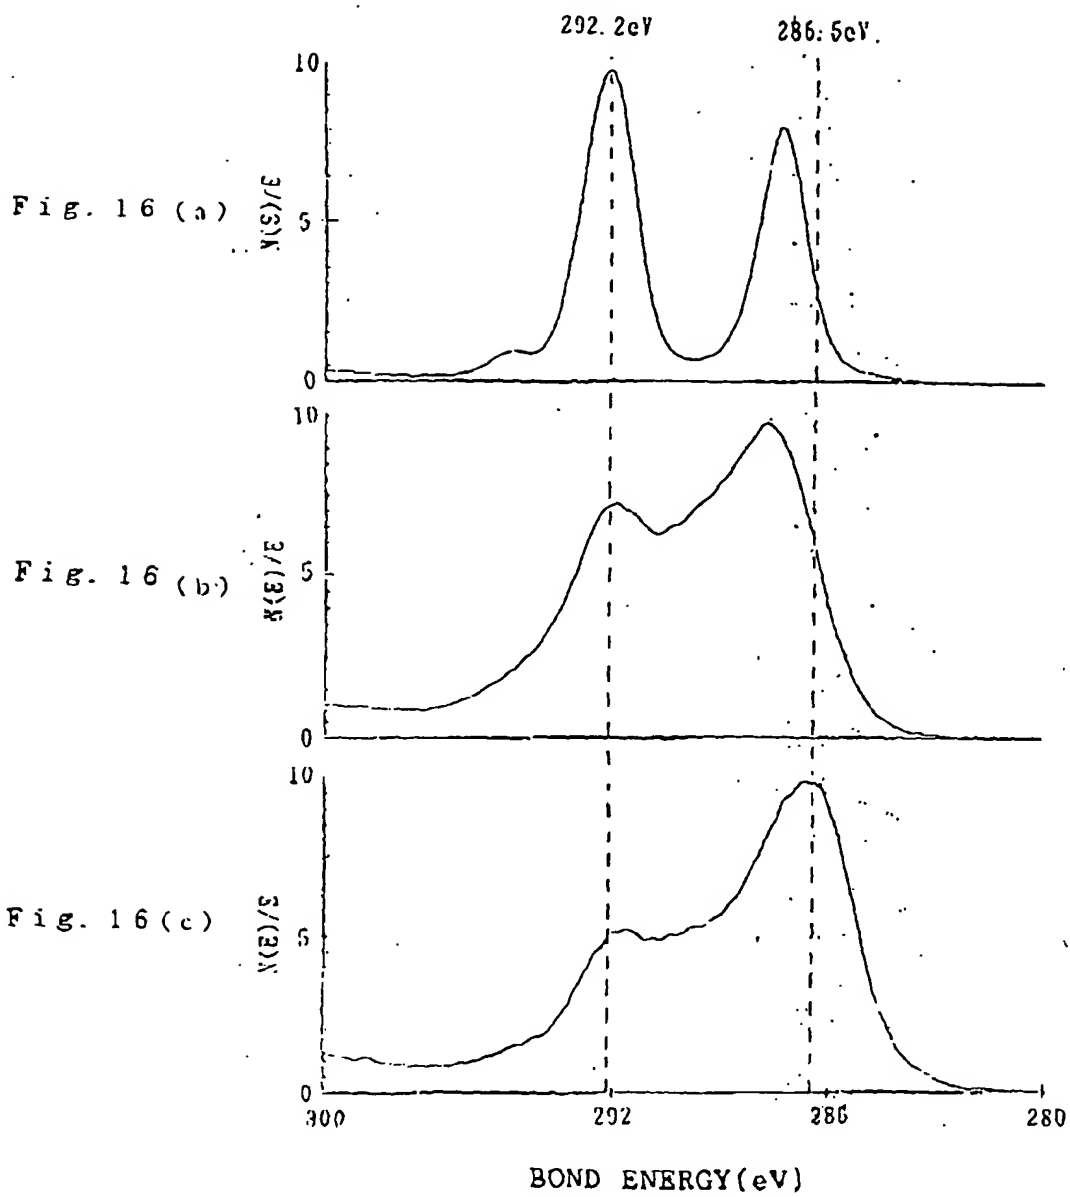 292.2eV 286.5eV.
10
Fig. 16 (a) N(E)/E 5
0
10
Fig. 16 (b) N(E)/E 5
0
10
Fig. 16 (c) N(E)/E 5
0
300 292 286 280
BOND ENERGY(eV)